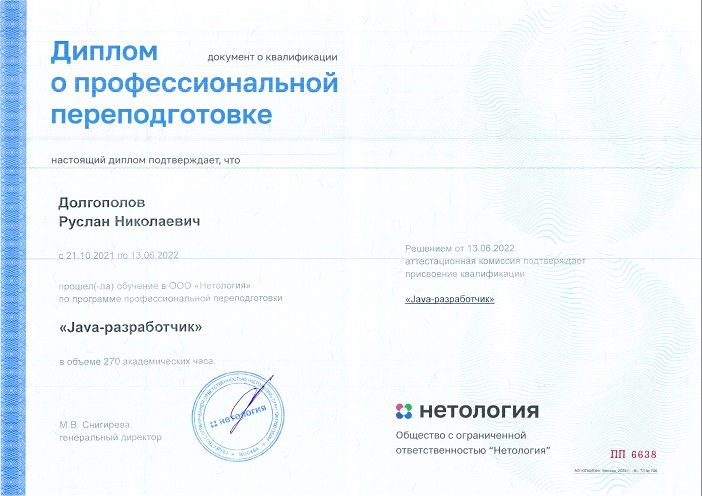 Диплом
документ о квалификации
о профессиональной
переподготовке
настоящий диплом подтверждает, что
Долгополов
Руслан Николаевич
с 21.10.2021 по 13.06.2022
прошел(-ла) обучение в ООО «Нетология»
по программе профессиональной переподготовки
«Java-разработчик»
в объеме 270 академических часа.
М.В. Снигирева,
генеральный директор
нетология
МОСКВА
Решением от 13.06.2022
аттестационная комиссия подтверждает
присвоение квалификации
«Java-разработчик»
нетология
Общество с ограниченной
ответственностью “Нетология”
ПП 6638